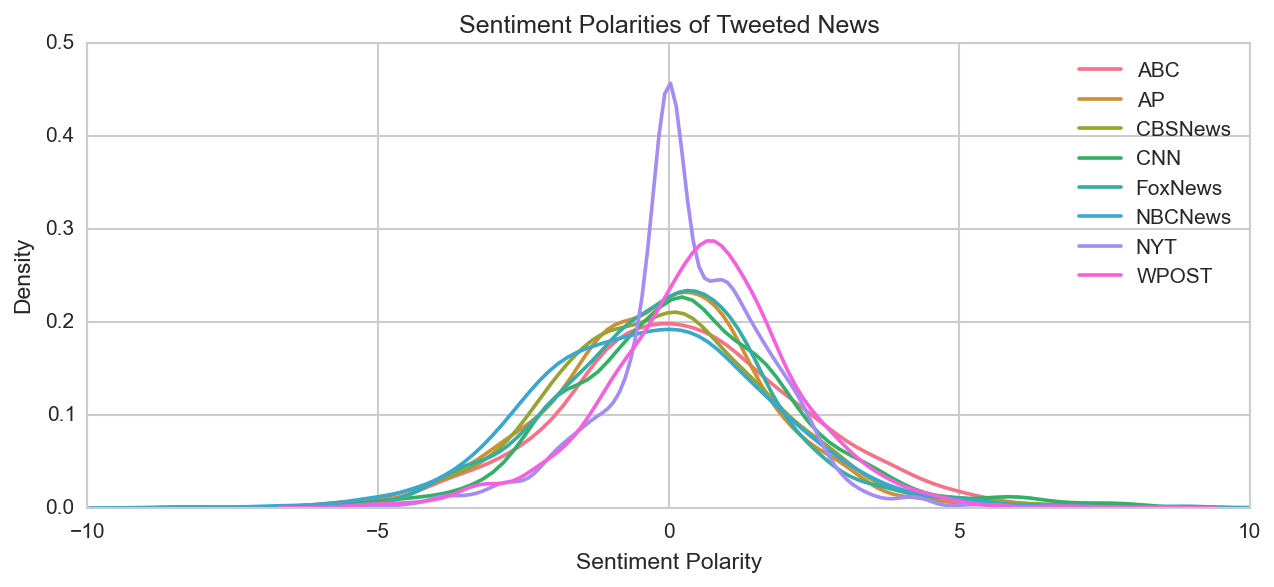 Sentiment Polarities of Tweeted News
0.5
0.4
0.3
0.2
0.1
0.0
Density
ABC
AP
CBSNews
CNN
FoxNews
NBCNews
NYT
WPOST
−10 −5 0 5 10
Sentiment Polarity